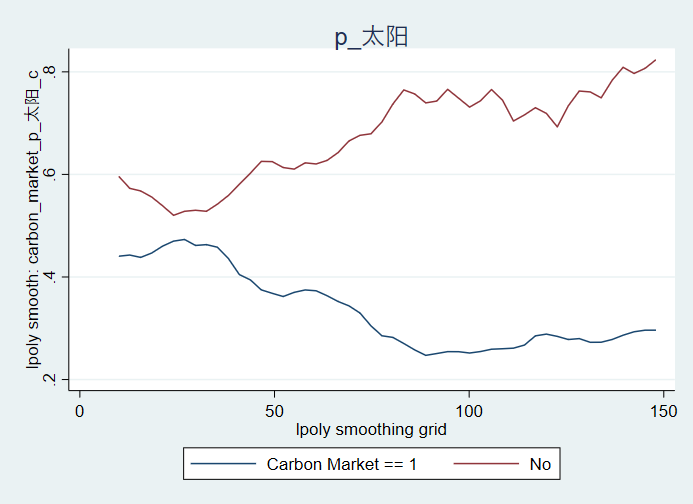 p_太阳
lpoly smooth: carbon_market_p_太阳_c
.8
.6
.4
.2
0
50
100
150
lpoly smoothing grid
Carbon Market == 1
No